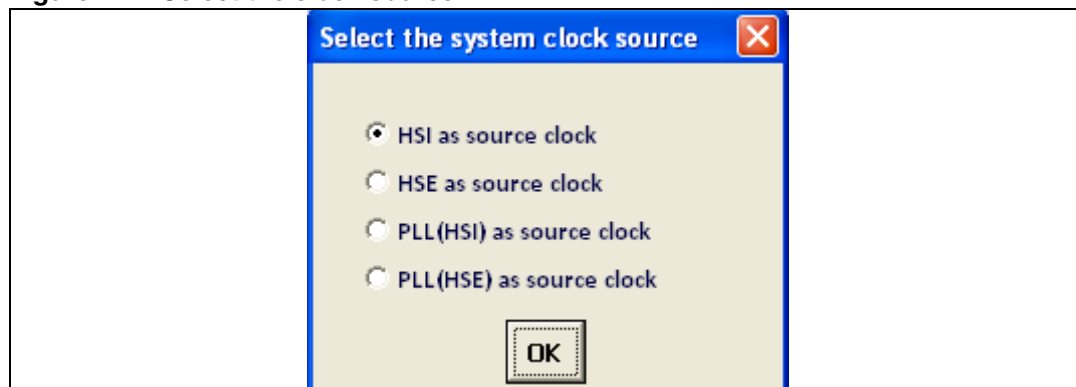 Select the system clock source
HSI as source clock
HSE as source clock
PLL(HSI) as source clock
PLL(HSE) as source clock
OK